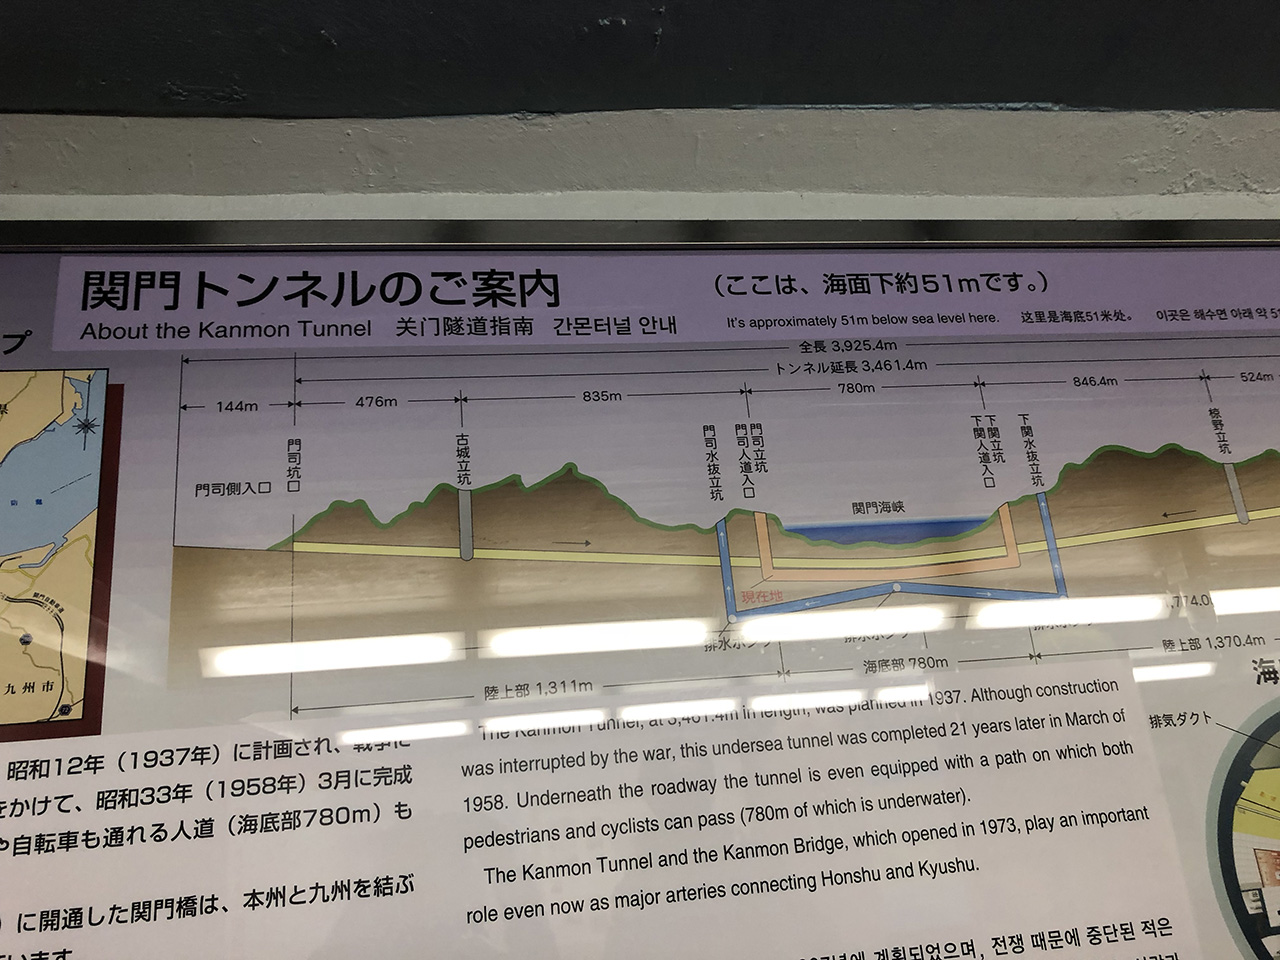 関門トンネルのご案内
（ここは、海面下約51mです。）
About the Kanmon Tunnel 关门隧道指南 간몬터널 안내
It's approximately 51m below sea level here. 这里是海底51米处。 이곳은 해수면 아래 약 51
プ
全長 3,925.4m
トンネル延長 3,461.4m
144m 476m 835m 780m 846.4m 524m
門司坑口
古城立坑
門司水抜立坑
門司人道入口
門司立坑
下関人道入口
下関立坑
下関水抜立坑
椋野立坑
門司側入口
関門海峡
現在地
排水ポンプ
排水ポンプ
排水ポンプ
陸上部 1,311m
海底部 780m
陸上部 1,370.4m
九州市
排気ダクト
海
昭和12年（1937年）に計画され、戦争に
をかけて、昭和33年（1958年）3月に完成
や自転車も通れる人道（海底部780m）も
）に開通した関門橋は、本州と九州を結ぶ
ています
The Kanmon Tunnel, at 3,461.4m in length, was planned in 1937. Although construction
was interrupted by the war, this undersea tunnel was completed 21 years later in March of
1958. Underneath the roadway the tunnel is even equipped with a path on which both
pedestrians and cyclists can pass (780m of which is underwater).
The Kanmon Tunnel and the Kanmon Bridge, which opened in 1973, play an important
role even now as major arteries connecting Honshu and Kyushu.
계획되었으며, 전쟁 때문에 중단된 적은